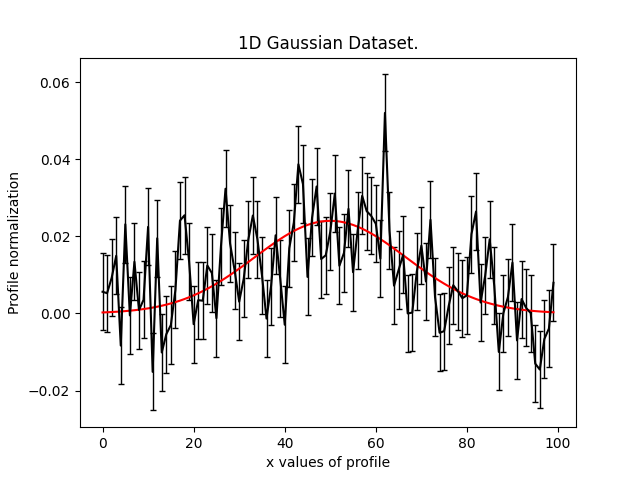 1D Gaussian Dataset.
0.06
0.04
0.02
0.00
−0.02
Profile normalization
0 20 40 60 80 100
x values of profile